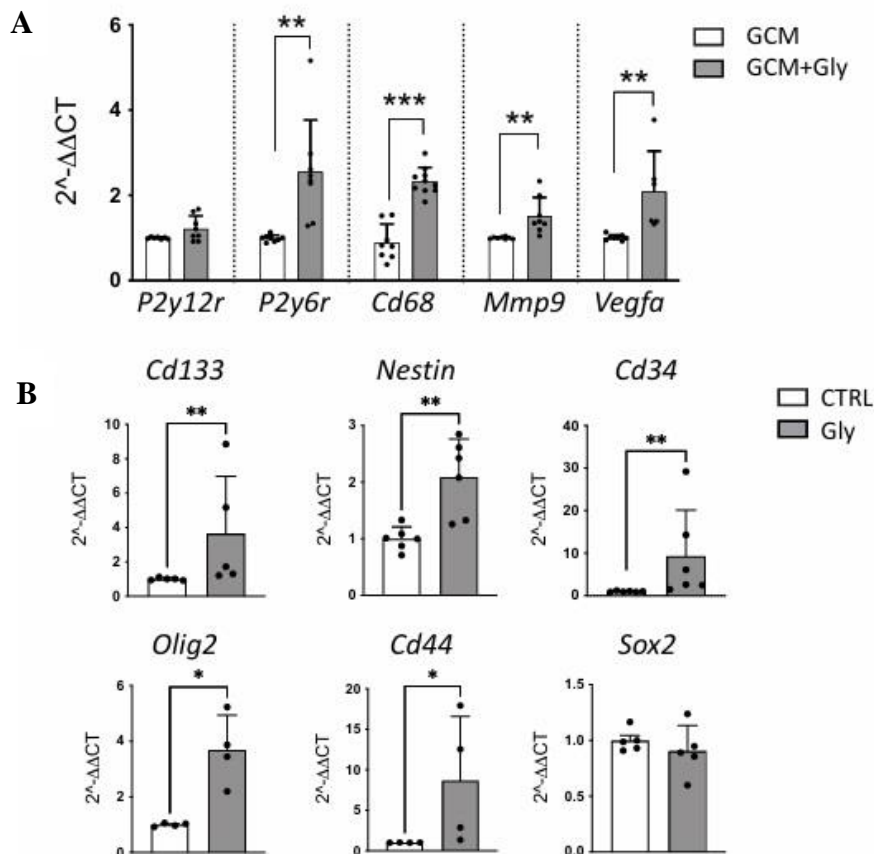 A
GCM
GCM+Gly
2^-ΔΔCT
6
4
2
0
**
***
**
**
P2y12r P2y6r Cd68 Mmp9 Vegfa
B
Cd133 Nestin Cd34
CTRL
Gly
2^-ΔΔCT
10
8
6
4
2
0
**
2^-ΔΔCT
3
2
1
0
**
2^-ΔΔCT
40
30
20
10
0
**
Olig2 Cd44 Sox2
2^-ΔΔCT
6
4
2
0
*
2^-ΔΔCT
20
15
10
5
0
*
2^-ΔΔCT
1.5
1.0
0.5
0.0